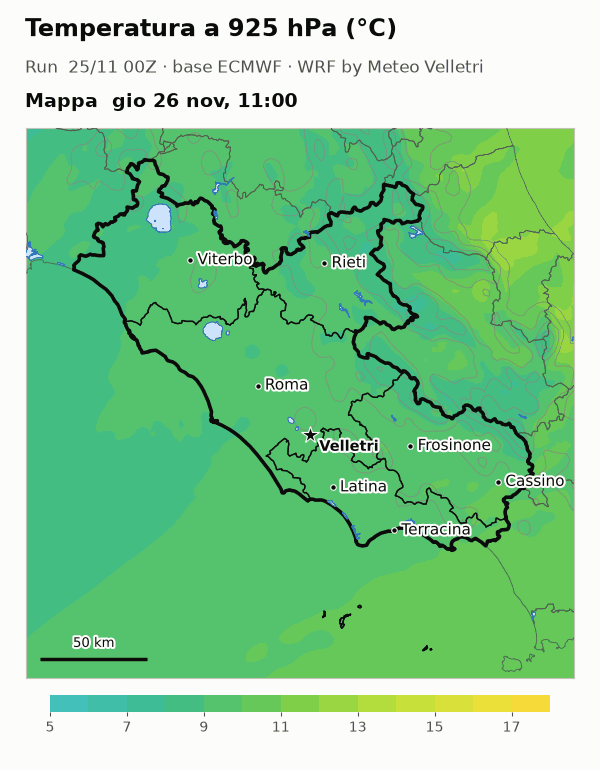 Temperatura a 925 hPa (°C)
Run  25/11 00Z · base ECMWF · WRF by Meteo Velletri
Mappa  gio 26 nov, 11:00
Viterbo
Rieti
Roma
Velletri
Frosinone
Latina
Cassino
Terracina
50 km
5 7 9 11 13 15 17